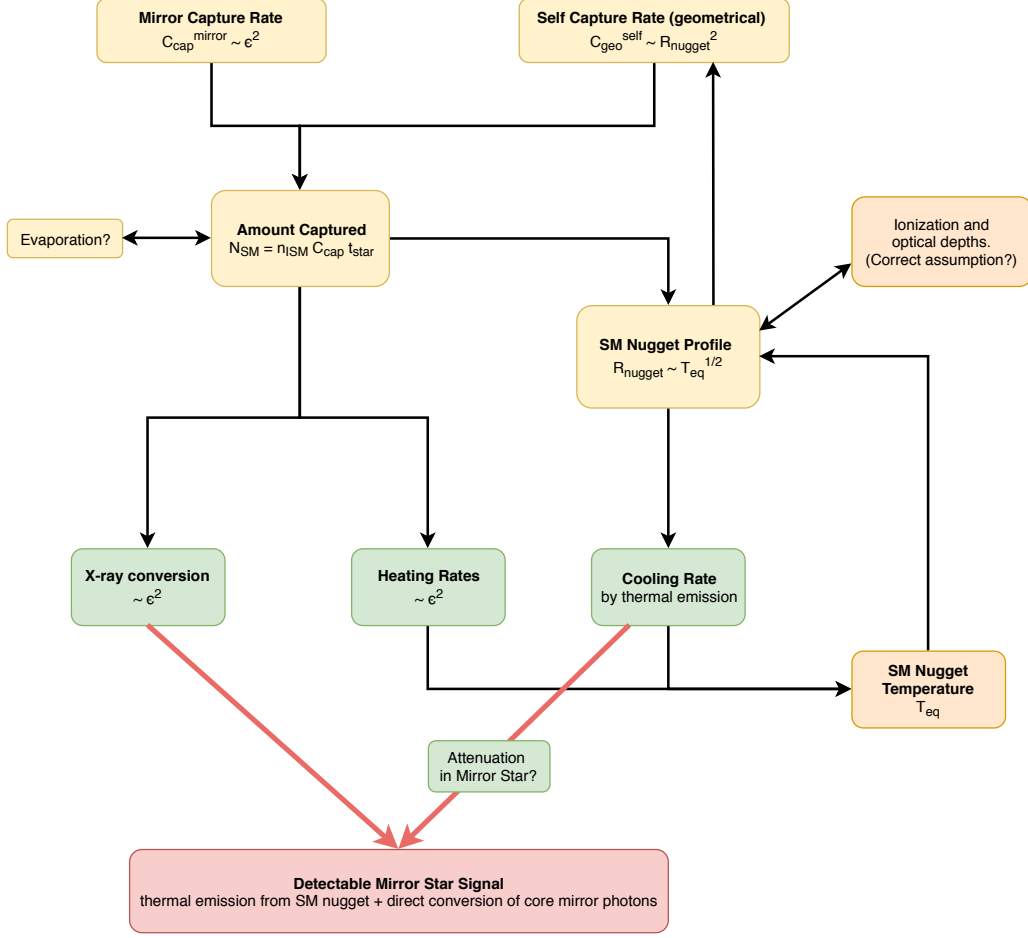 Mirror Capture Rate
C_cap^mirror ~ ϵ^2
Self Capture Rate (geometrical)
C_geo^self ~ R_nugget^2
Evaporation?
Amount Captured
N_SM = n_ISM C_cap t_star
Ionization and
optical depths.
(Correct assumption?)
SM Nugget Profile
R_nugget ~ T_eq^1/2
X-ray conversion
~ ϵ^2
Heating Rates
~ ϵ^2
Cooling Rate
by thermal emission
SM Nugget
Temperature
T_eq
Attenuation
in Mirror Star?
Detectable Mirror Star Signal
thermal emission from SM nugget + direct conversion of core mirror photons